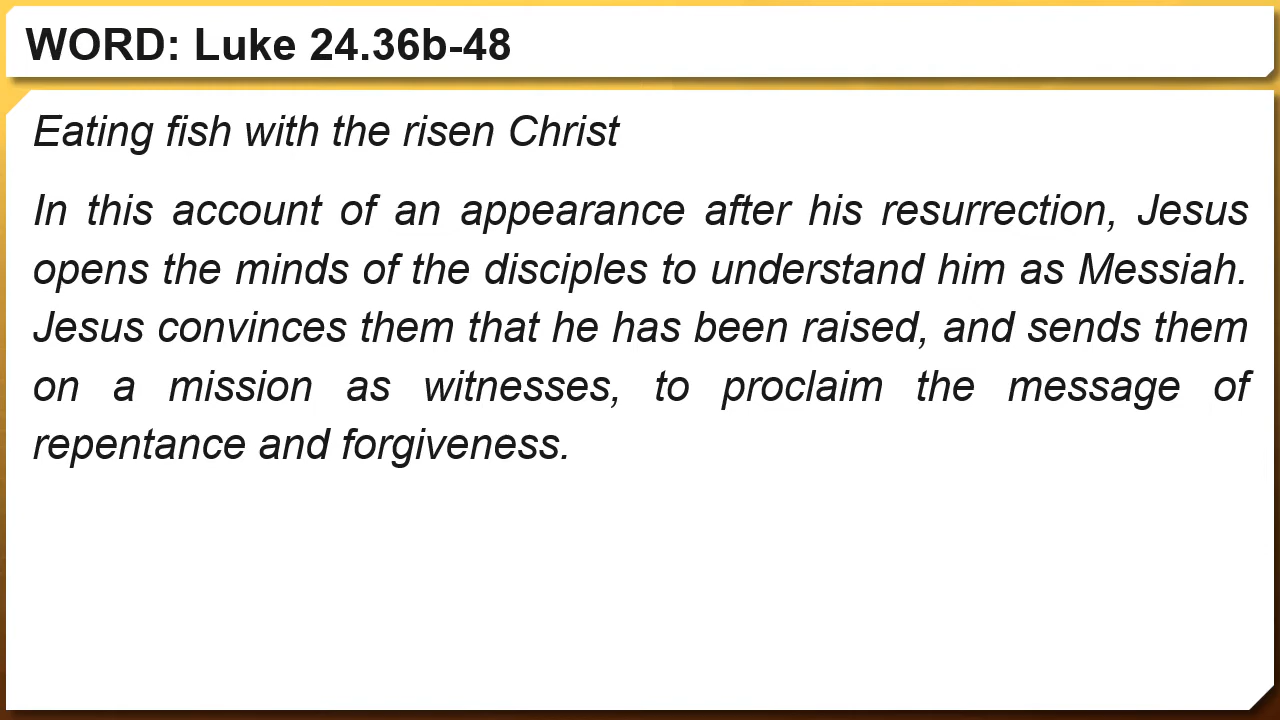 WORD: Luke 24.36b-48
Eating fish with the risen Christ
In this account of an appearance after his resurrection, Jesus
opens the minds of the disciples to understand him as Messiah.
Jesus convinces them that he has been raised, and sends them
on a mission as witnesses, to proclaim the message of
repentance and forgiveness.